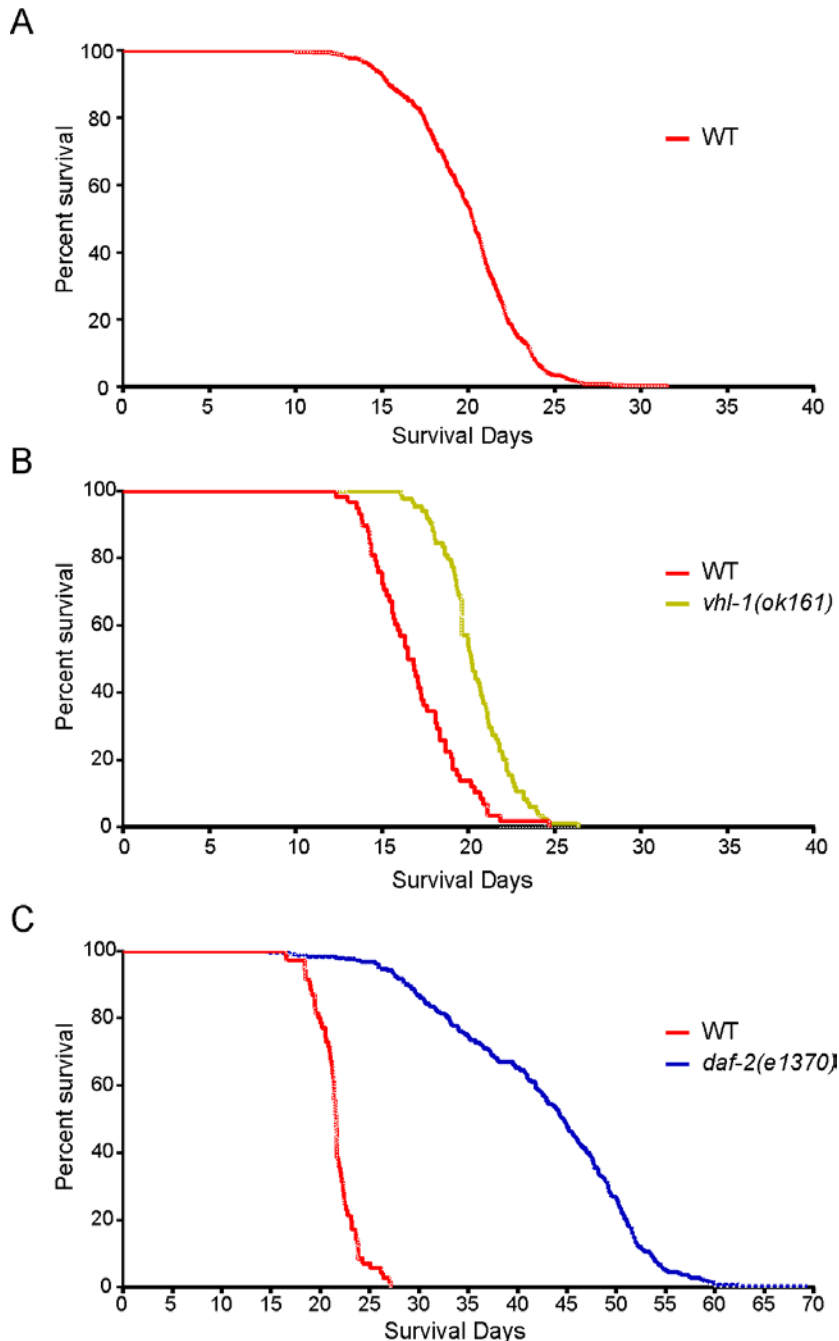 A
100
80
60
40
20
0
Percent survival
WT
0 5 10 15 20 25 30 35 40
Survival Days
B
100
80
60
40
20
0
Percent survival
WT
vhl-1(ok161)
0 5 10 15 20 25 30 35 40
Survival Days
C
100
80
60
40
20
0
Percent survival
WT
daf-2(e1370)
0 5 10 15 20 25 30 35 40 45 50 55 60 65 70
Survival Days